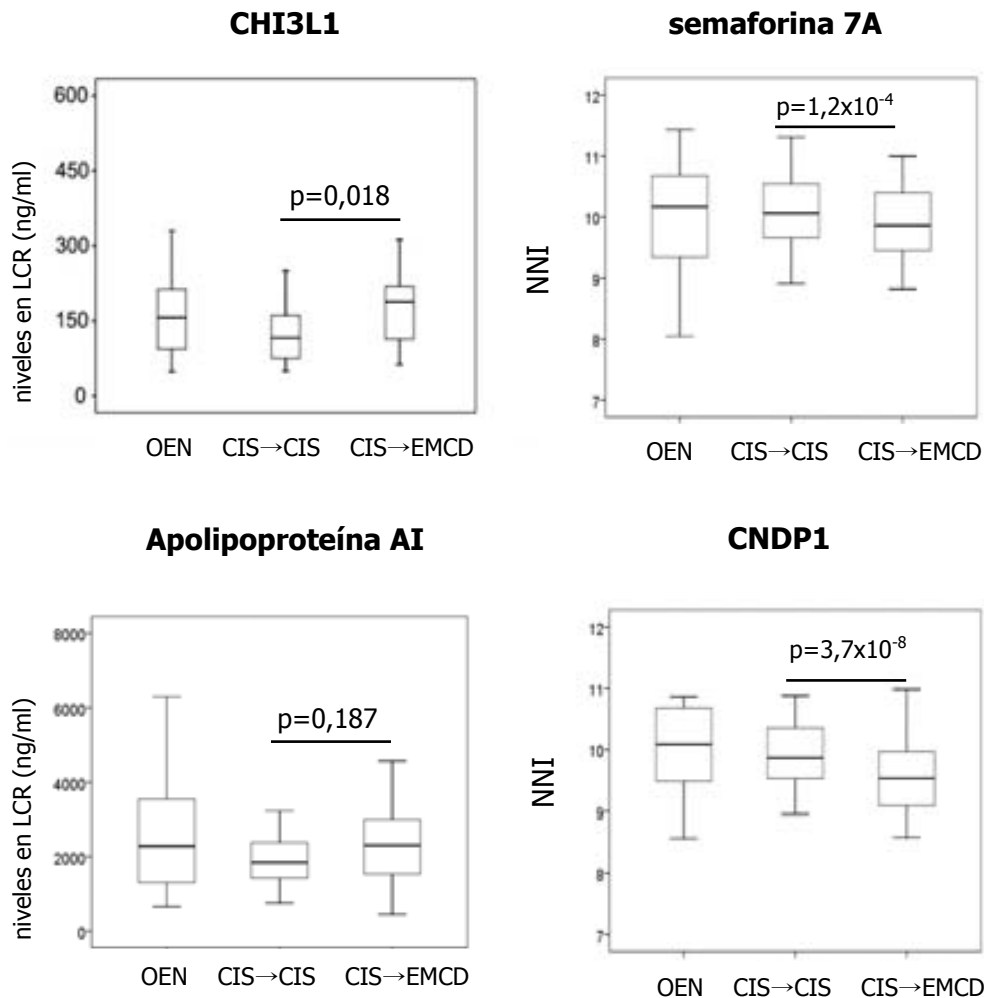 CHI3L1
niveles en LCR (ng/ml)
600
450
300
150
0
p=0,018
OEN CIS→CIS CIS→EMCD
semaforina 7A
NNI
12
11
10
9
8
7
p=1,2x10⁻⁴
OEN CIS→CIS CIS→EMCD
Apolipoproteína AI
niveles en LCR (ng/ml)
8000
6000
4000
2000
0
p=0,187
OEN CIS→CIS CIS→EMCD
CNDP1
NNI
12
11
10
9
8
7
p=3,7x10⁻⁸
OEN CIS→CIS CIS→EMCD